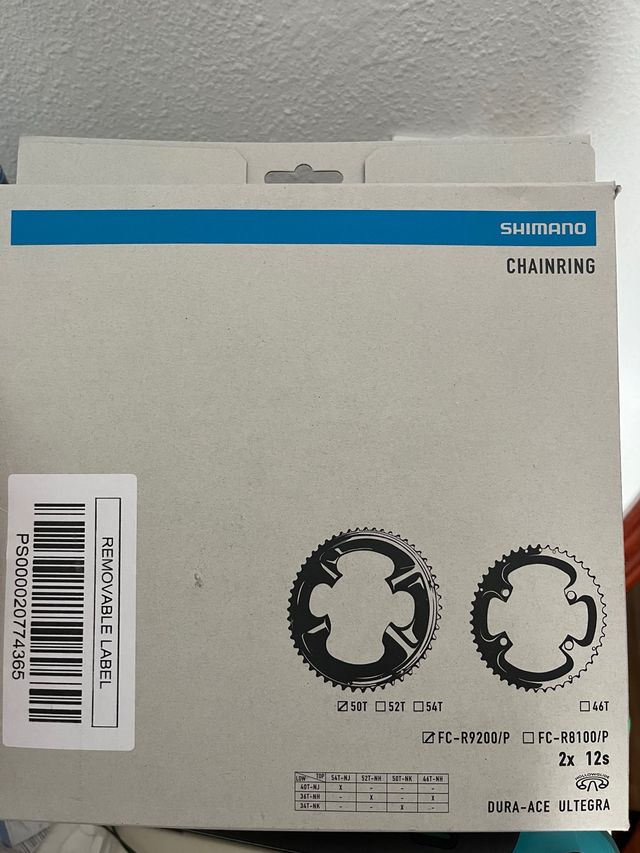 SHIMANO
CHAINRING
REMOVABLE LABEL
PS000020774365
☑ 50T ☐ 52T ☐ 54T
☐ 46T
☑ FC-R9200/P ☐ FC-R8100/P
2x 12s
LOW TOP 54T-NJ 52T-NH 50T-NK 46T-NH
40T-NJ X - - -
36T-NH - X - X
34T-NK - - X -
HOLLOWGLIDE
DURA-ACE ULTEGRA